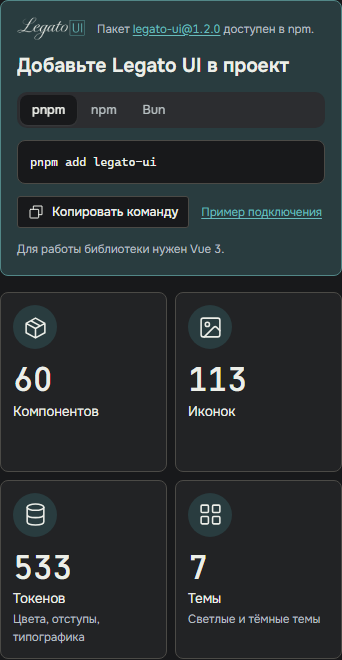 Legato UI
Пакет legato-ui@1.2.0 доступен в npm.
Добавьте Legato UI в проект
pnpm npm Bun
pnpm add legato-ui
Копировать команду Пример подключения
Для работы библиотеки нужен Vue 3.
60
Компонентов
113
Иконок
533
Токенов
Цвета, отступы,
типографика
7
Темы
Светлые и тёмные темы